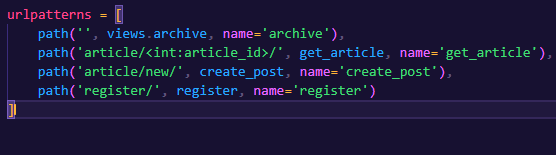 urlpatterns = [
    path('', views.archive, name='archive'),
    path('article/<int:article_id>/', get_article, name='get_article'),
    path('article/new/', create_post, name='create_post'),
    path('register/', register, name='register')
]